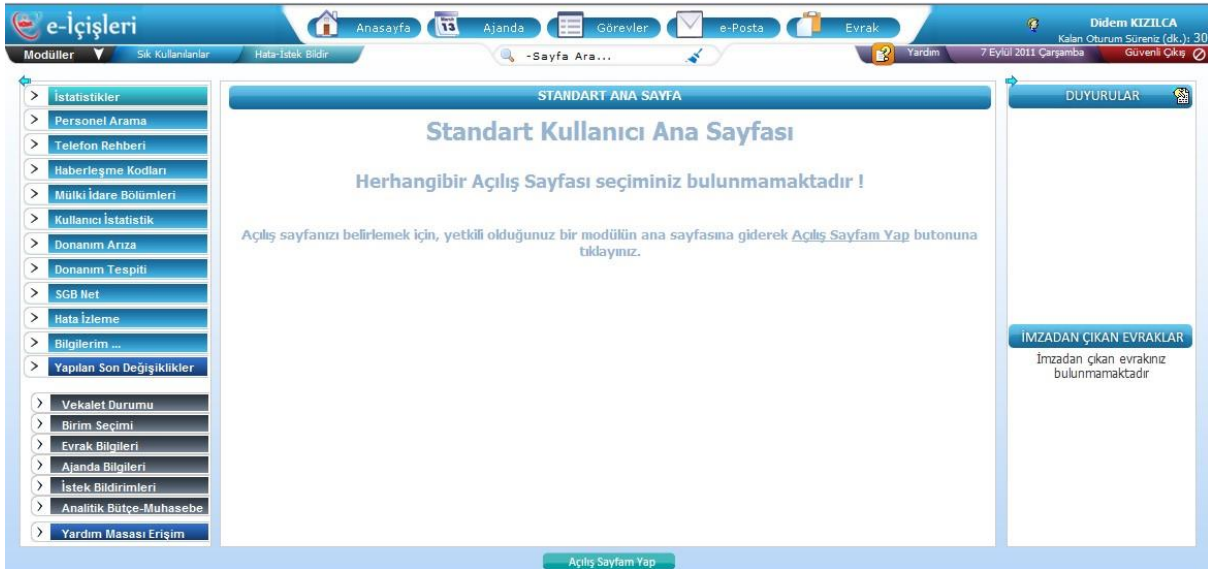 e-İçişleri
Anasayfa
Mart 13
Ajanda
Görevler
e-Posta
Evrak
Didem KIZILCA
Kalan Oturum Süreniz (dk.): 30
Modüller
Sık Kullanılanlar
Hata-İstek Bildir
-Sayfa Ara...
Yardım
7 Eylül 2011 Çarşamba
Güvenli Çıkış
İstatistikler
Personel Arama
Telefon Rehberi
Haberleşme Kodları
Mülki İdare Bölümleri
Kullanıcı İstatistik
Donanım Arıza
Donanım Tespiti
SGB Net
Hata İzleme
Bilgilerim ...
Yapılan Son Değişiklikler
Vekalet Durumu
Birim Seçimi
Evrak Bilgileri
Ajanda Bilgileri
İstek Bildirimleri
Analitik Bütçe-Muhasebe
Yardım Masası Erişim
STANDART ANA SAYFA
Standart Kullanıcı Ana Sayfası
Herhangibir Açılış Sayfası seçiminiz bulunmamaktadır !
Açılış sayfanızı belirlemek için, yetkili olduğunuz bir modülün ana sayfasına giderek Açılış Sayfam Yap butonuna
tıklayınız.
DUYURULAR
İMZADAN ÇIKAN EVRAKLAR
İmzadan çıkan evrakınız
bulunmamaktadır
Açılış Sayfam Yap